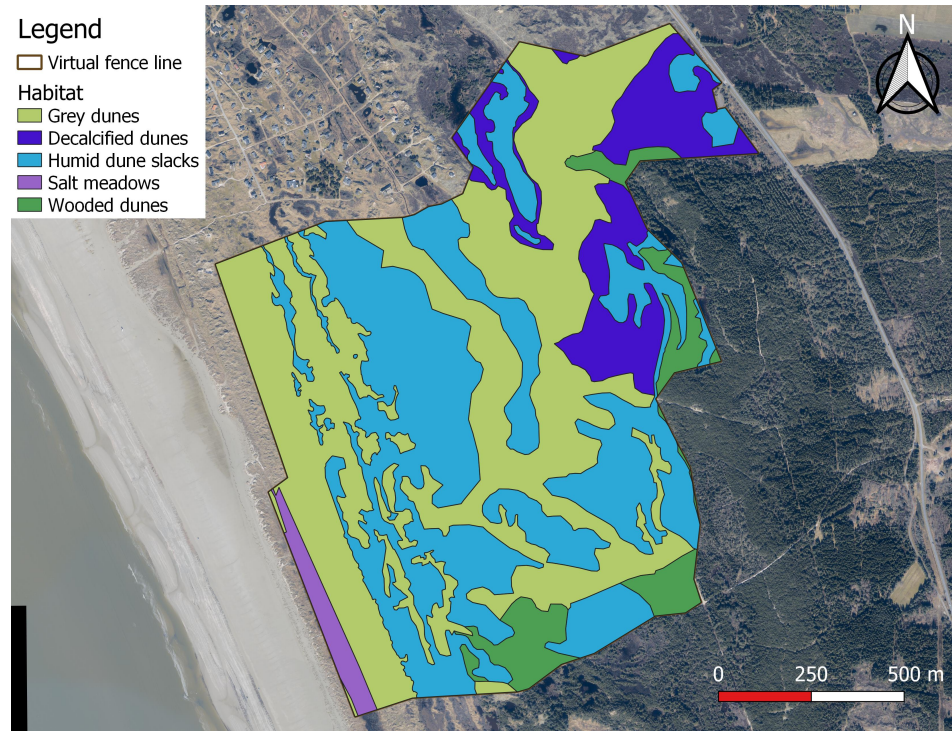 Legend
Virtual fence line
Habitat
Grey dunes
Decalcified dunes
Humid dune slacks
Salt meadows
Wooded dunes
N
0 250 500 m